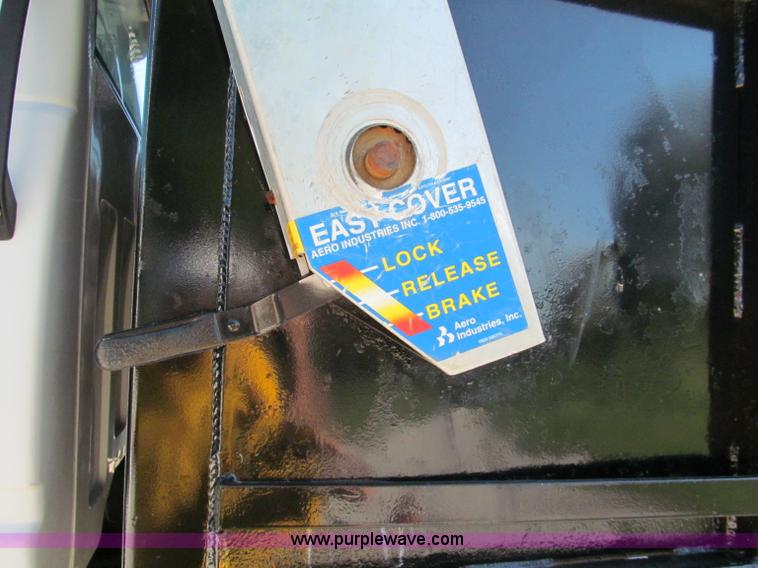 EASY COVER
AERO INDUSTRIES INC. 1-800-535-9545
LOCK
RELEASE
BRAKE
Aero
Industries, Inc.
www.purplewave.com